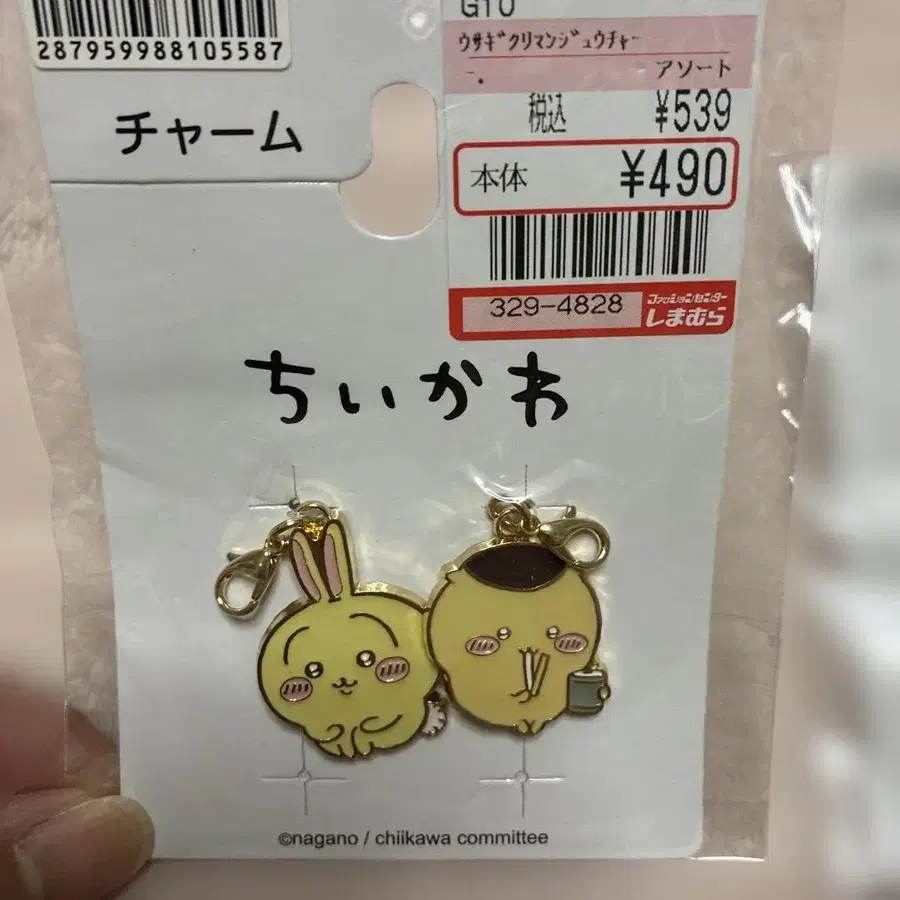 287959988105587
チャーム
G10
ｳｻｷﾞｸﾘﾏﾝｼﾞｭｳﾁｬｰ
-.
アソート
税込 ¥539
本体 ¥490
329-4828
ファッションセンター
しまむら
ちいかわ
©nagano / chiikawa committee